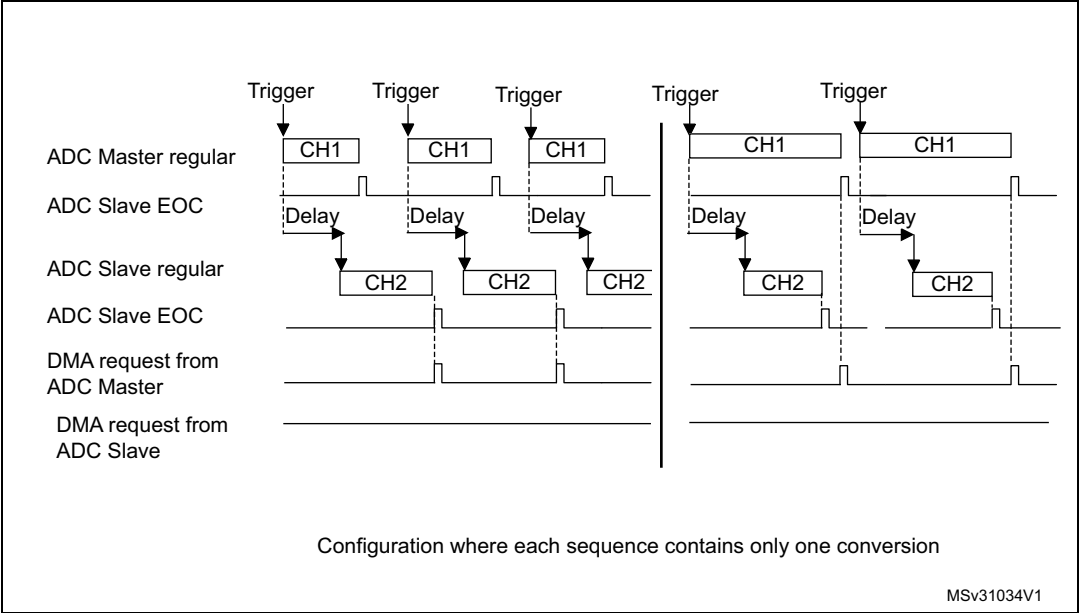 Trigger Trigger Trigger Trigger Trigger
ADC Master regular CH1 CH1 CH1 CH1 CH1
ADC Slave EOC
Delay Delay Delay Delay Delay
ADC Slave regular CH2 CH2 CH2 CH2 CH2
ADC Slave EOC
DMA request from
ADC Master
DMA request from
ADC Slave
Configuration where each sequence contains only one conversion
MSv31034V1